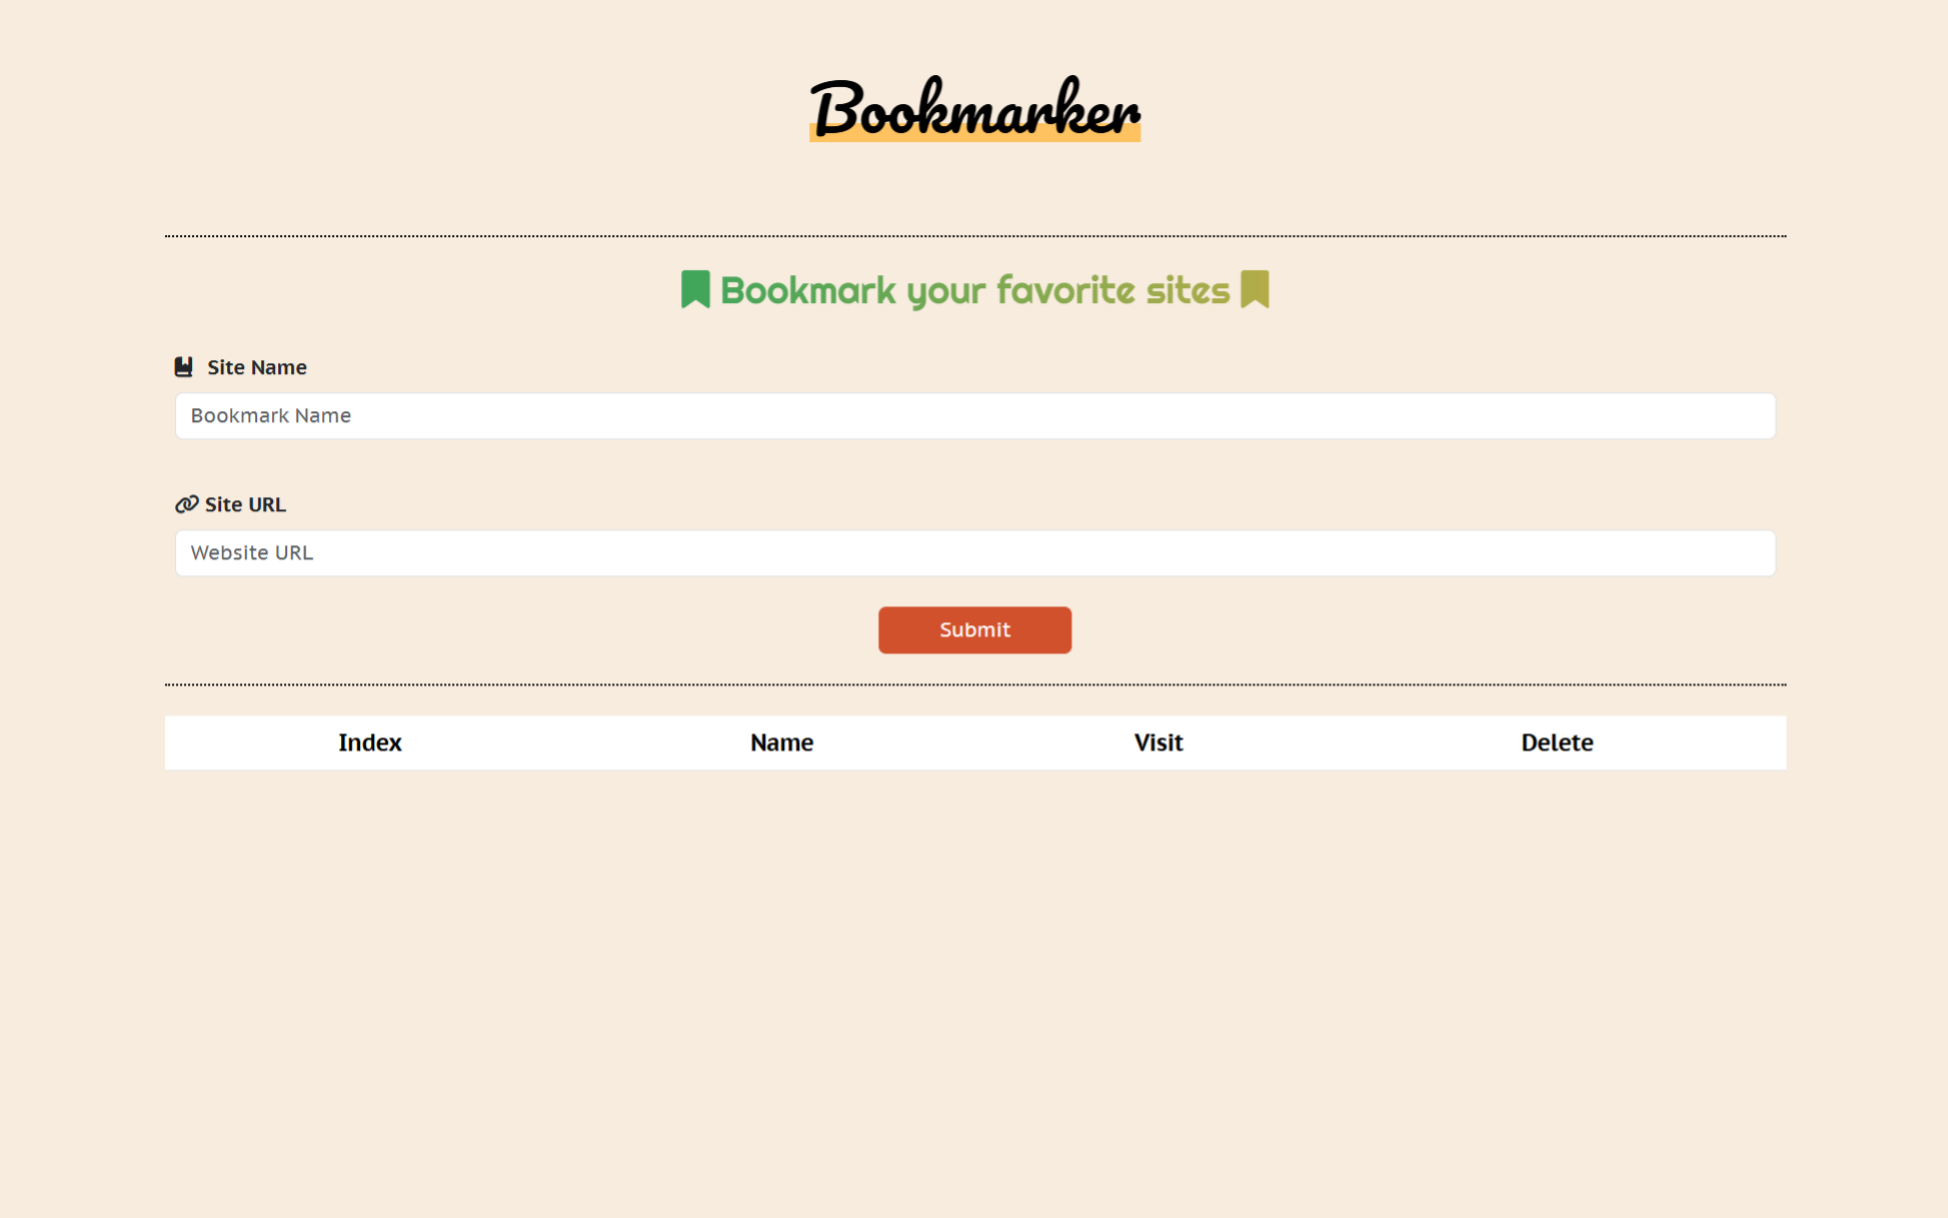 Bookmarker
Bookmark your favorite sites
Site Name
Bookmark Name
Site URL
Website URL
Submit
Index Name Visit Delete